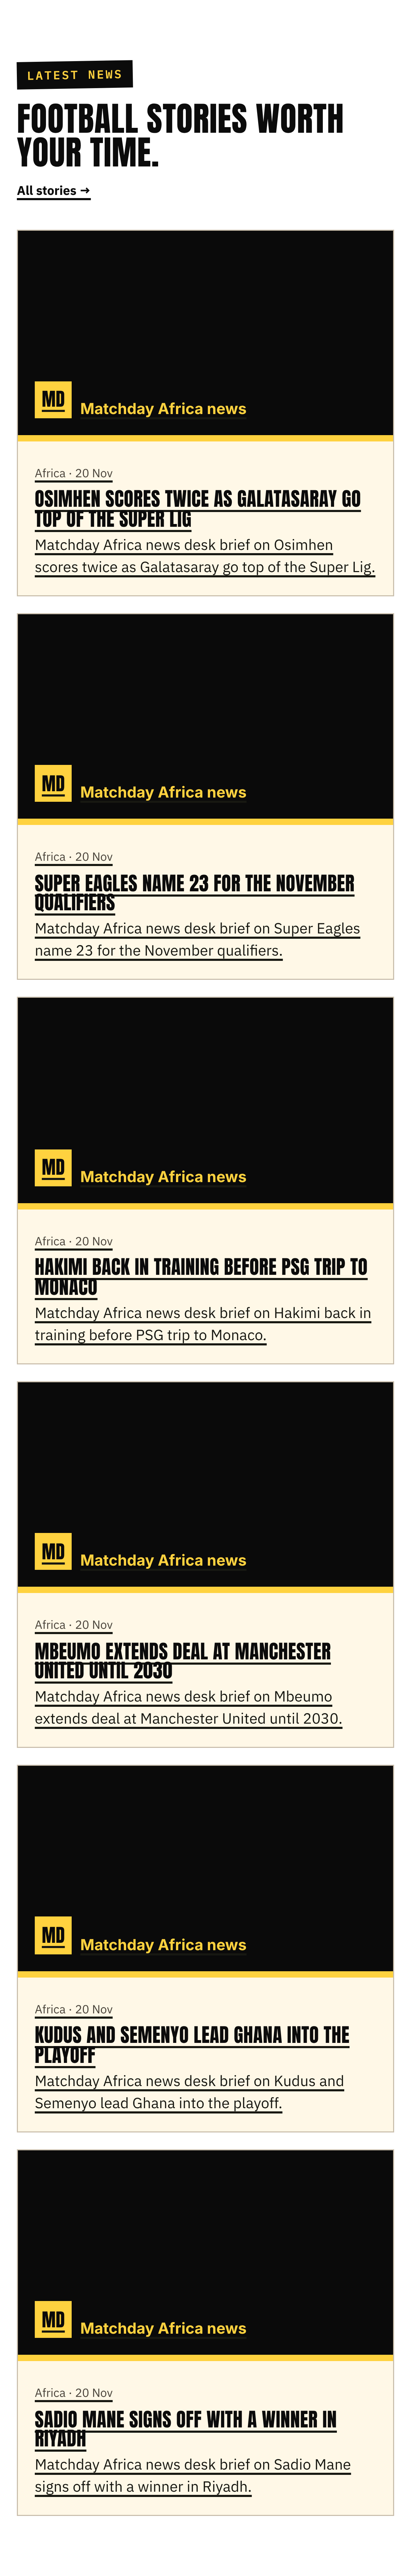 LATEST NEWS
FOOTBALL STORIES WORTH
YOUR TIME.
All stories →
MD
Matchday Africa news
Africa · 20 Nov
OSIMHEN SCORES TWICE AS GALATASARAY GO
TOP OF THE SUPER LIG
Matchday Africa news desk brief on Osimhen
scores twice as Galatasaray go top of the Super Lig.
MD
Matchday Africa news
Africa · 20 Nov
SUPER EAGLES NAME 23 FOR THE NOVEMBER
QUALIFIERS
Matchday Africa news desk brief on Super Eagles
name 23 for the November qualifiers.
MD
Matchday Africa news
Africa · 20 Nov
HAKIMI BACK IN TRAINING BEFORE PSG TRIP TO
MONACO
Matchday Africa news desk brief on Hakimi back in
training before PSG trip to Monaco.
MD
Matchday Africa news
Africa · 20 Nov
MBEUMO EXTENDS DEAL AT MANCHESTER
UNITED UNTIL 2030
Matchday Africa news desk brief on Mbeumo
extends deal at Manchester United until 2030.
MD
Matchday Africa news
Africa · 20 Nov
KUDUS AND SEMENYO LEAD GHANA INTO THE
PLAYOFF
Matchday Africa news desk brief on Kudus and
Semenyo lead Ghana into the playoff.
MD
Matchday Africa news
Africa · 20 Nov
SADIO MANE SIGNS OFF WITH A WINNER IN
RIYADH
Matchday Africa news desk brief on Sadio Mane
signs off with a winner in Riyadh.